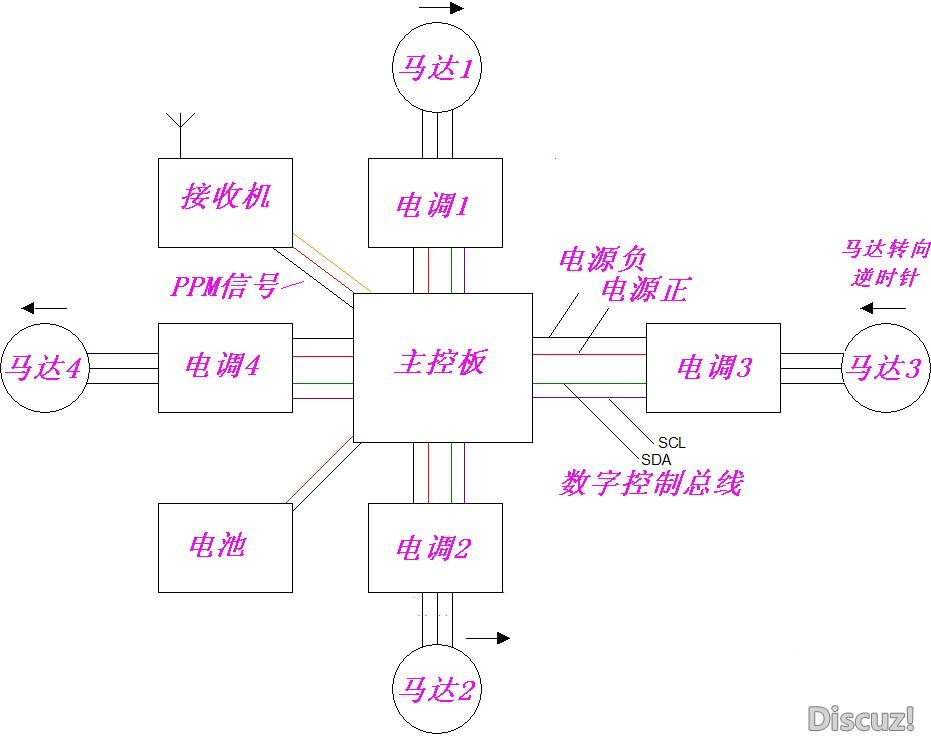 马达1
接收机
电调1
PPM信号
电源负
电源正
马达转向
逆时针
马达4
电调4
主控板
电调3
马达3
SCL
SDA
数字控制总线
电池
电调2
马达2
Discuz!